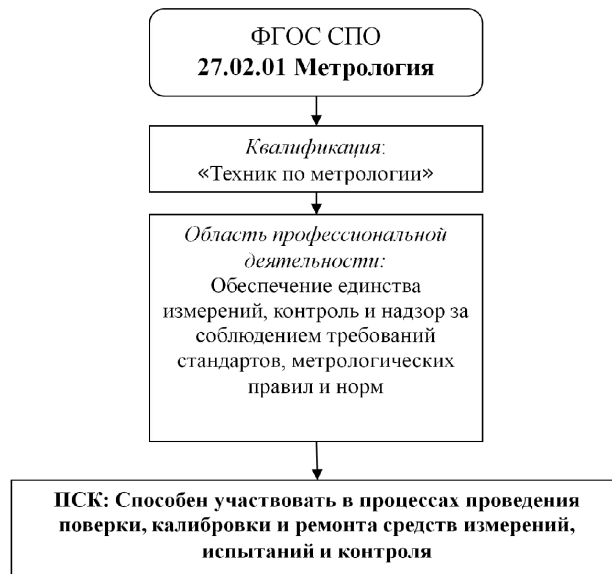 ФГОС СПО
27.02.01 Метрология
Квалификация:
«Техник по метрологии»
Область профессиональной
деятельности:
Обеспечение единства
измерений, контроль и надзор за
соблюдением требований
стандартов, метрологических
правил и норм
ПСК: Способен участвовать в процессах проведения
поверки, калибровки и ремонта средств измерений,
испытаний и контроля